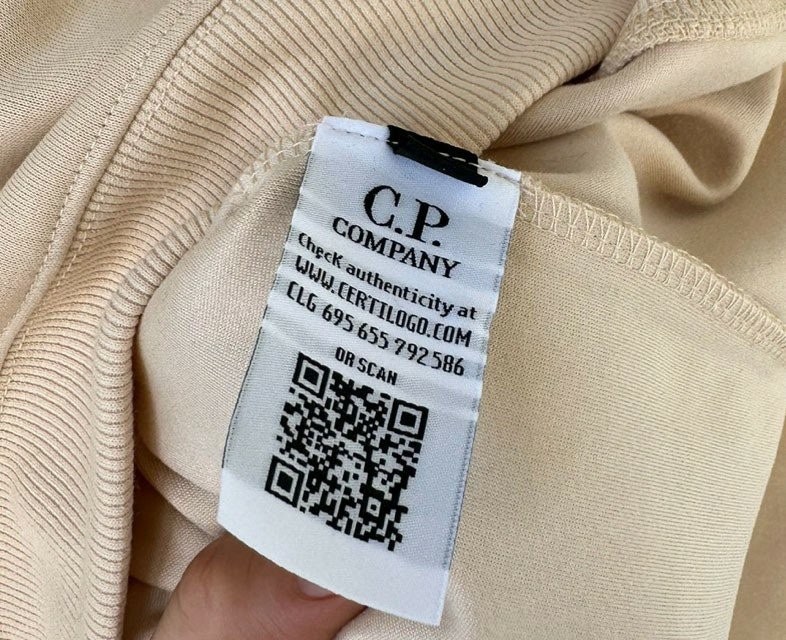 C.P.
COMPANY
Check authenticity at
WWW.CERTILOGO.COM
CLG 695 655 792 586
OR SCAN